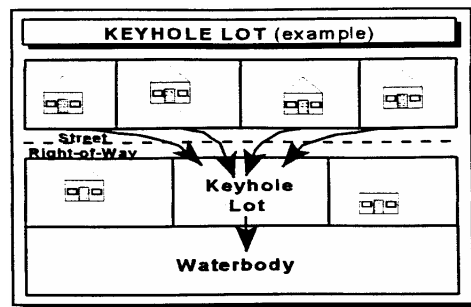 KEYHOLE LOT (example)
Street
Right-of-Way
Keyhole
Lot
Waterbody